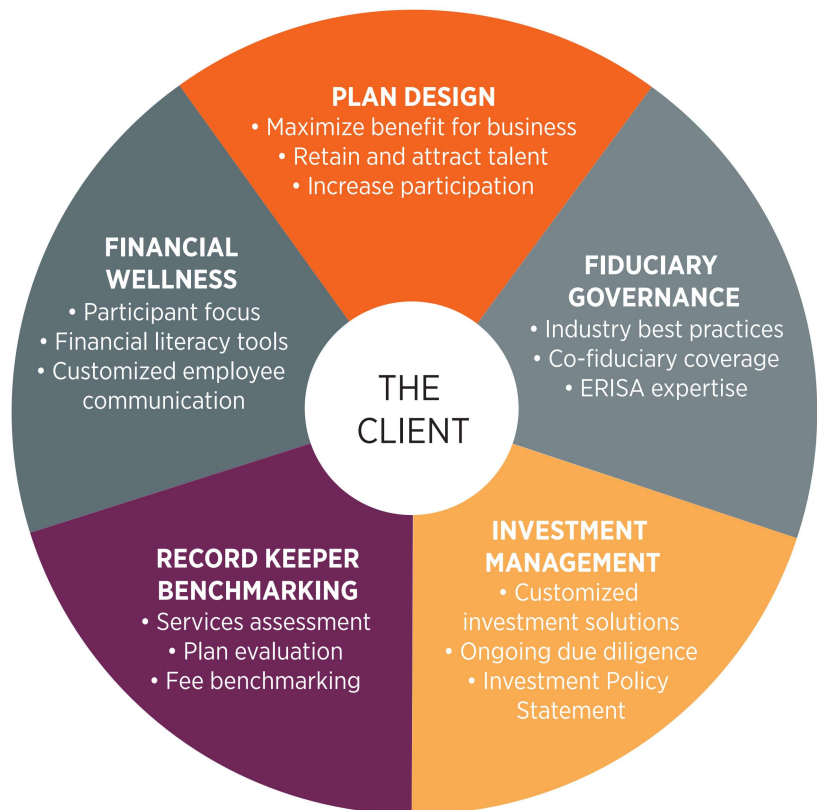 PLAN DESIGN
• Maximize benefit for business
• Retain and attract talent
• Increase participation
FIDUCIARY
GOVERNANCE
• Industry best practices
• Co-fiduciary coverage
• ERISA expertise
INVESTMENT
MANAGEMENT
• Customized
investment solutions
• Ongoing due diligence
• Investment Policy
Statement
RECORD KEEPER
BENCHMARKING
• Services assessment
• Plan evaluation
• Fee benchmarking
FINANCIAL
WELLNESS
• Participant focus
• Financial literacy tools
• Customized employee
communication
THE
CLIENT